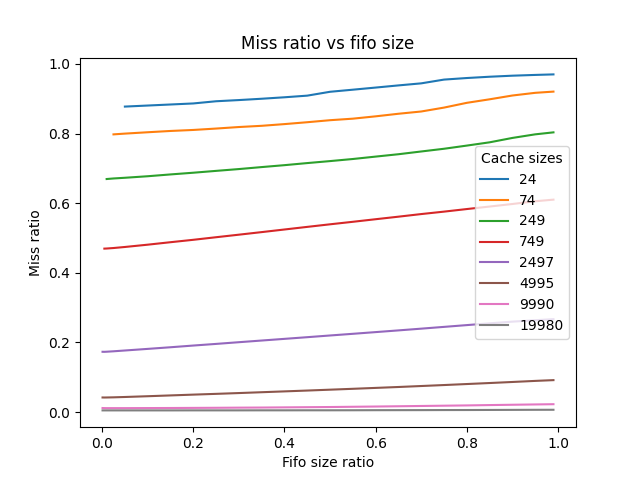 Miss ratio vs fifo size
Miss ratio
1.0
0.8
0.6
0.4
0.2
0.0
Cache sizes
24
74
249
749
2497
4995
9990
19980
0.0 0.2 0.4 0.6 0.8 1.0
Fifo size ratio